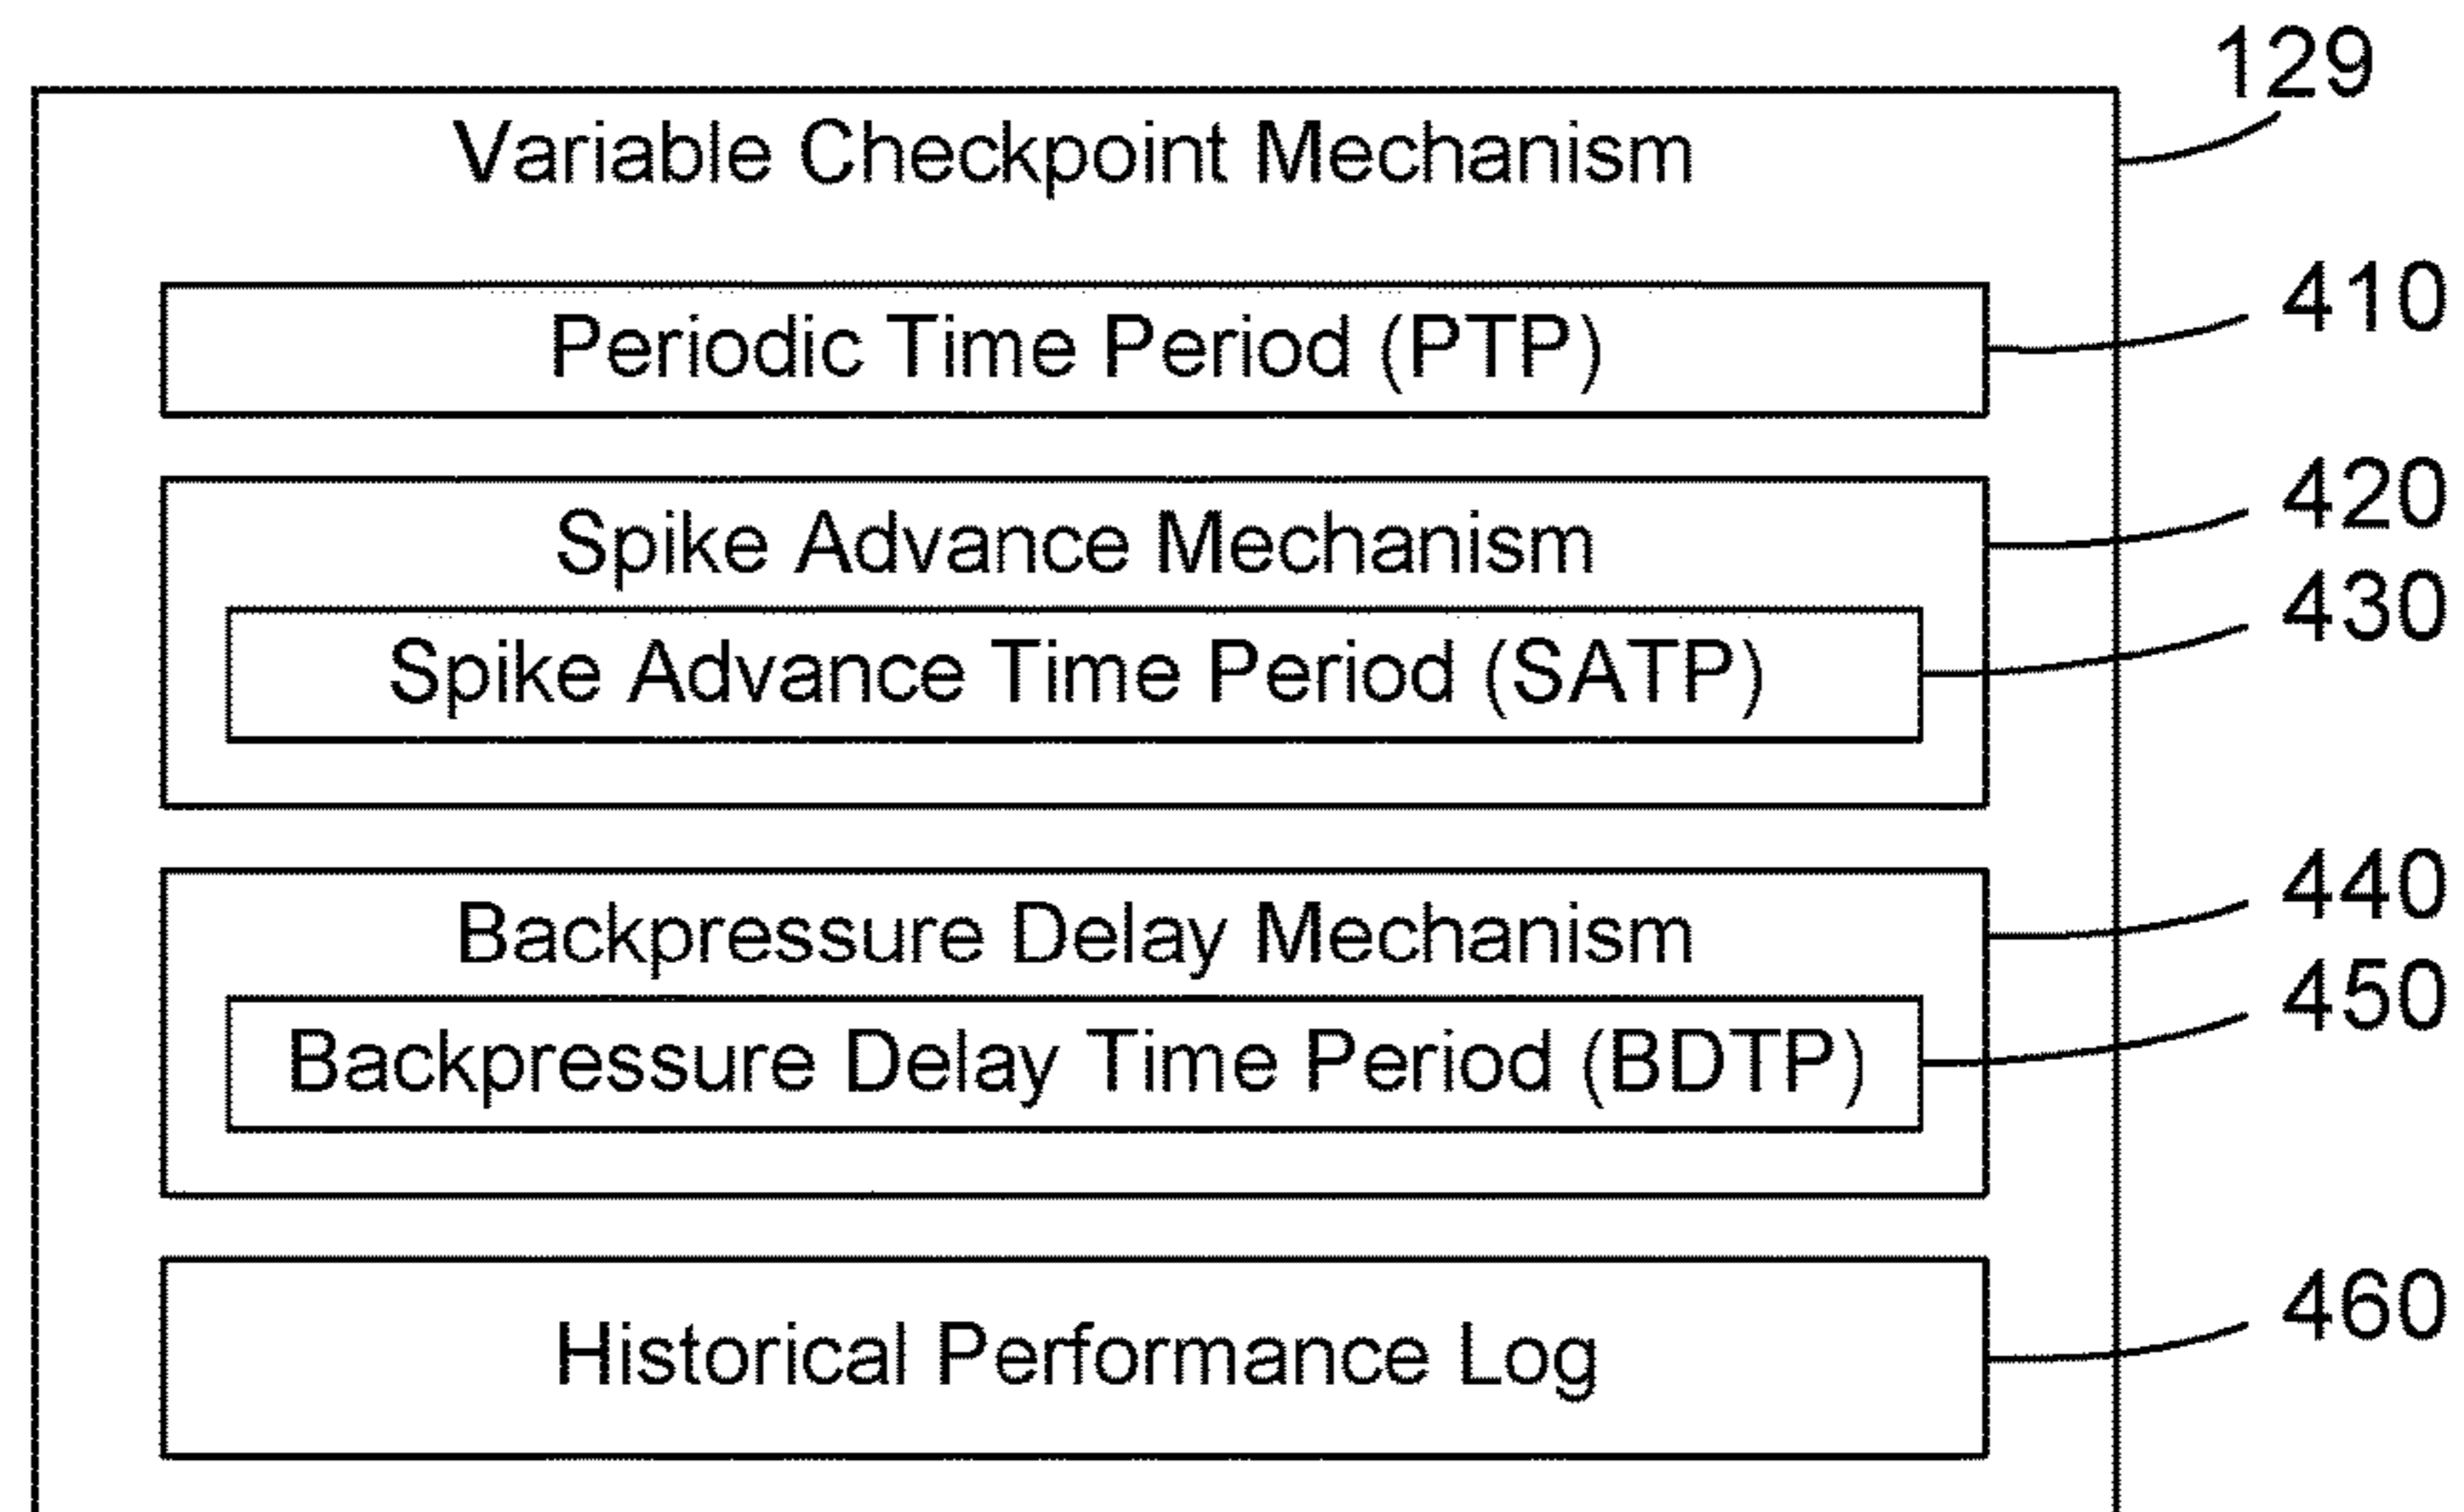 129
Variable Checkpoint Mechanism
Periodic Time Period (PTP)
410
Spike Advance Mechanism
420
Spike Advance Time Period (SATP)
430
Backpressure Delay Mechanism
440
Backpressure Delay Time Period (BDTP)
450
Historical Performance Log
460